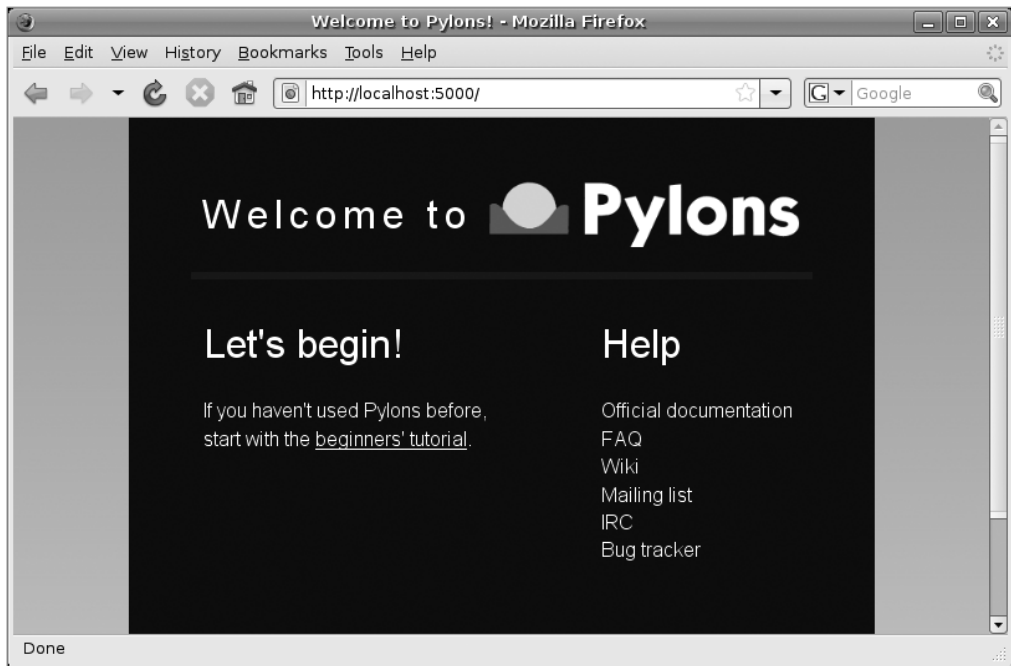 Welcome to Pylons! - Mozilla Firefox
File Edit View History Bookmarks Tools Help
http://localhost:5000/
G Google
Welcome to Pylons
Let's begin!
If you haven't used Pylons before,
start with the beginners' tutorial.
Help
Official documentation
FAQ
Wiki
Mailing list
IRC
Bug tracker
Done